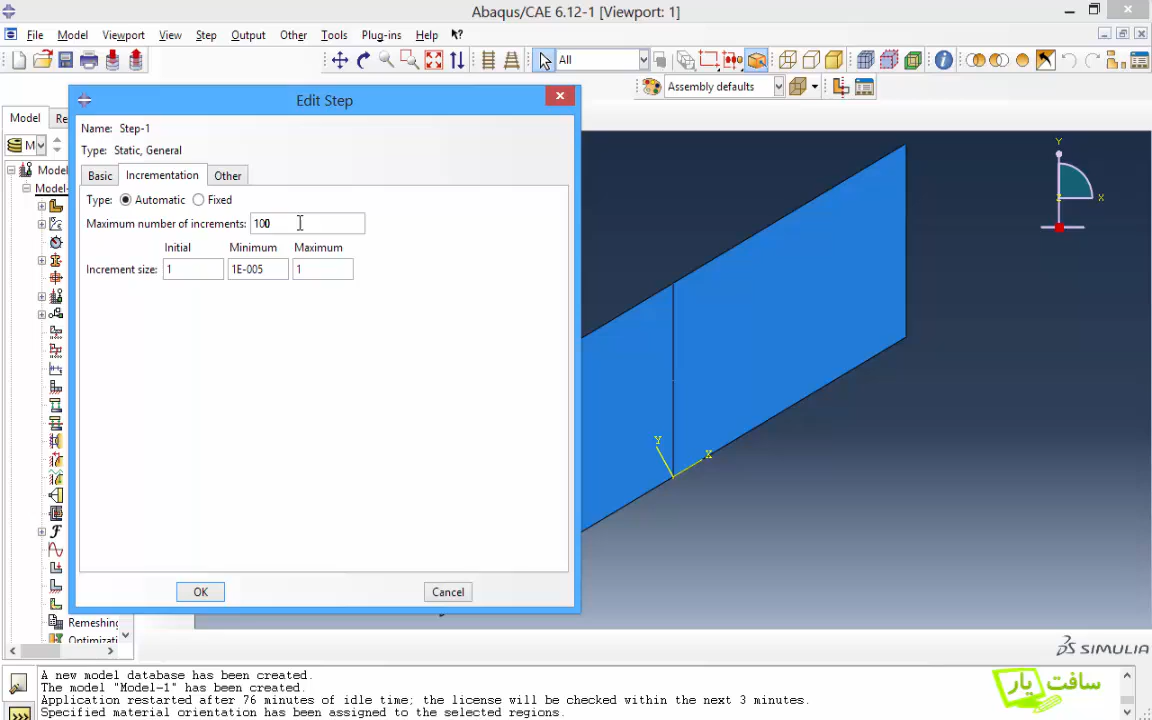 Abaqus/CAE 6.12-1 [Viewport: 1]
File Model Viewport View Step Output Other Tools Plug-ins Help
All
Assembly defaults
Edit Step
Model
Name: Step-1
Type: Static, General
Basic Incrementation Other
Type: Automatic Fixed
Maximum number of increments: 100
Initial Minimum Maximum
Increment size: 1 1E-005 1
OK Cancel
Y
X
Z
Y
X
Remeshing
SIMULIA
A new model database has been created.
The model "Model-1" has been created.
Application restarted after 76 minutes of idle time; the license will be checked within the next 3 minutes.
Specified material orientation has been assigned to the selected regions.
سافت یار